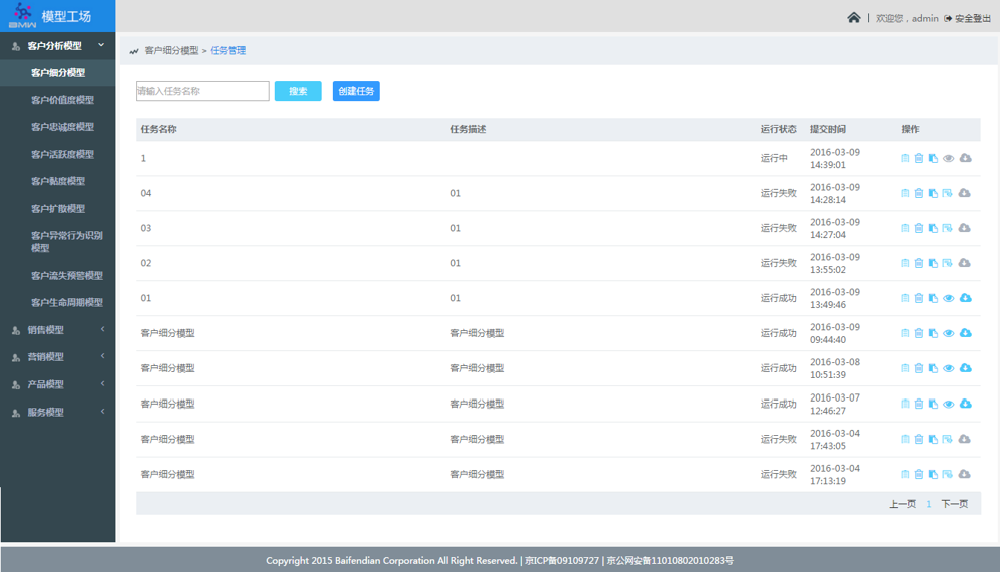 BMW 模型工场
欢迎您，admin 安全登出
客户分析模型
客户细分模型
客户价值度模型
客户忠诚度模型
客户活跃度模型
客户黏度模型
客户扩散模型
客户异常行为识别
模型
客户流失预警模型
客户生命周期模型
销售模型
营销模型
产品模型
服务模型
客户细分模型 > 任务管理
请输入任务名称 搜索 创建任务
任务名称 任务描述 运行状态 提交时间 操作
1 运行中 2016-03-09
14:39:01
04 01 运行失败 2016-03-09
14:28:14
03 01 运行失败 2016-03-09
14:27:04
02 01 运行失败 2016-03-09
13:55:02
01 01 运行成功 2016-03-09
13:49:46
客户细分模型 客户细分模型 运行成功 2016-03-09
09:44:40
客户细分模型 客户细分模型 运行成功 2016-03-08
10:51:39
客户细分模型 客户细分模型 运行成功 2016-03-07
12:46:27
客户细分模型 客户细分模型 运行失败 2016-03-04
17:43:05
客户细分模型 客户细分模型 运行失败 2016-03-04
17:13:19
上一页 1 下一页
Copyright 2015 Baifendian Corporation All Right Reserved. | 京ICP备09109727 | 京公网安备11010802010283号